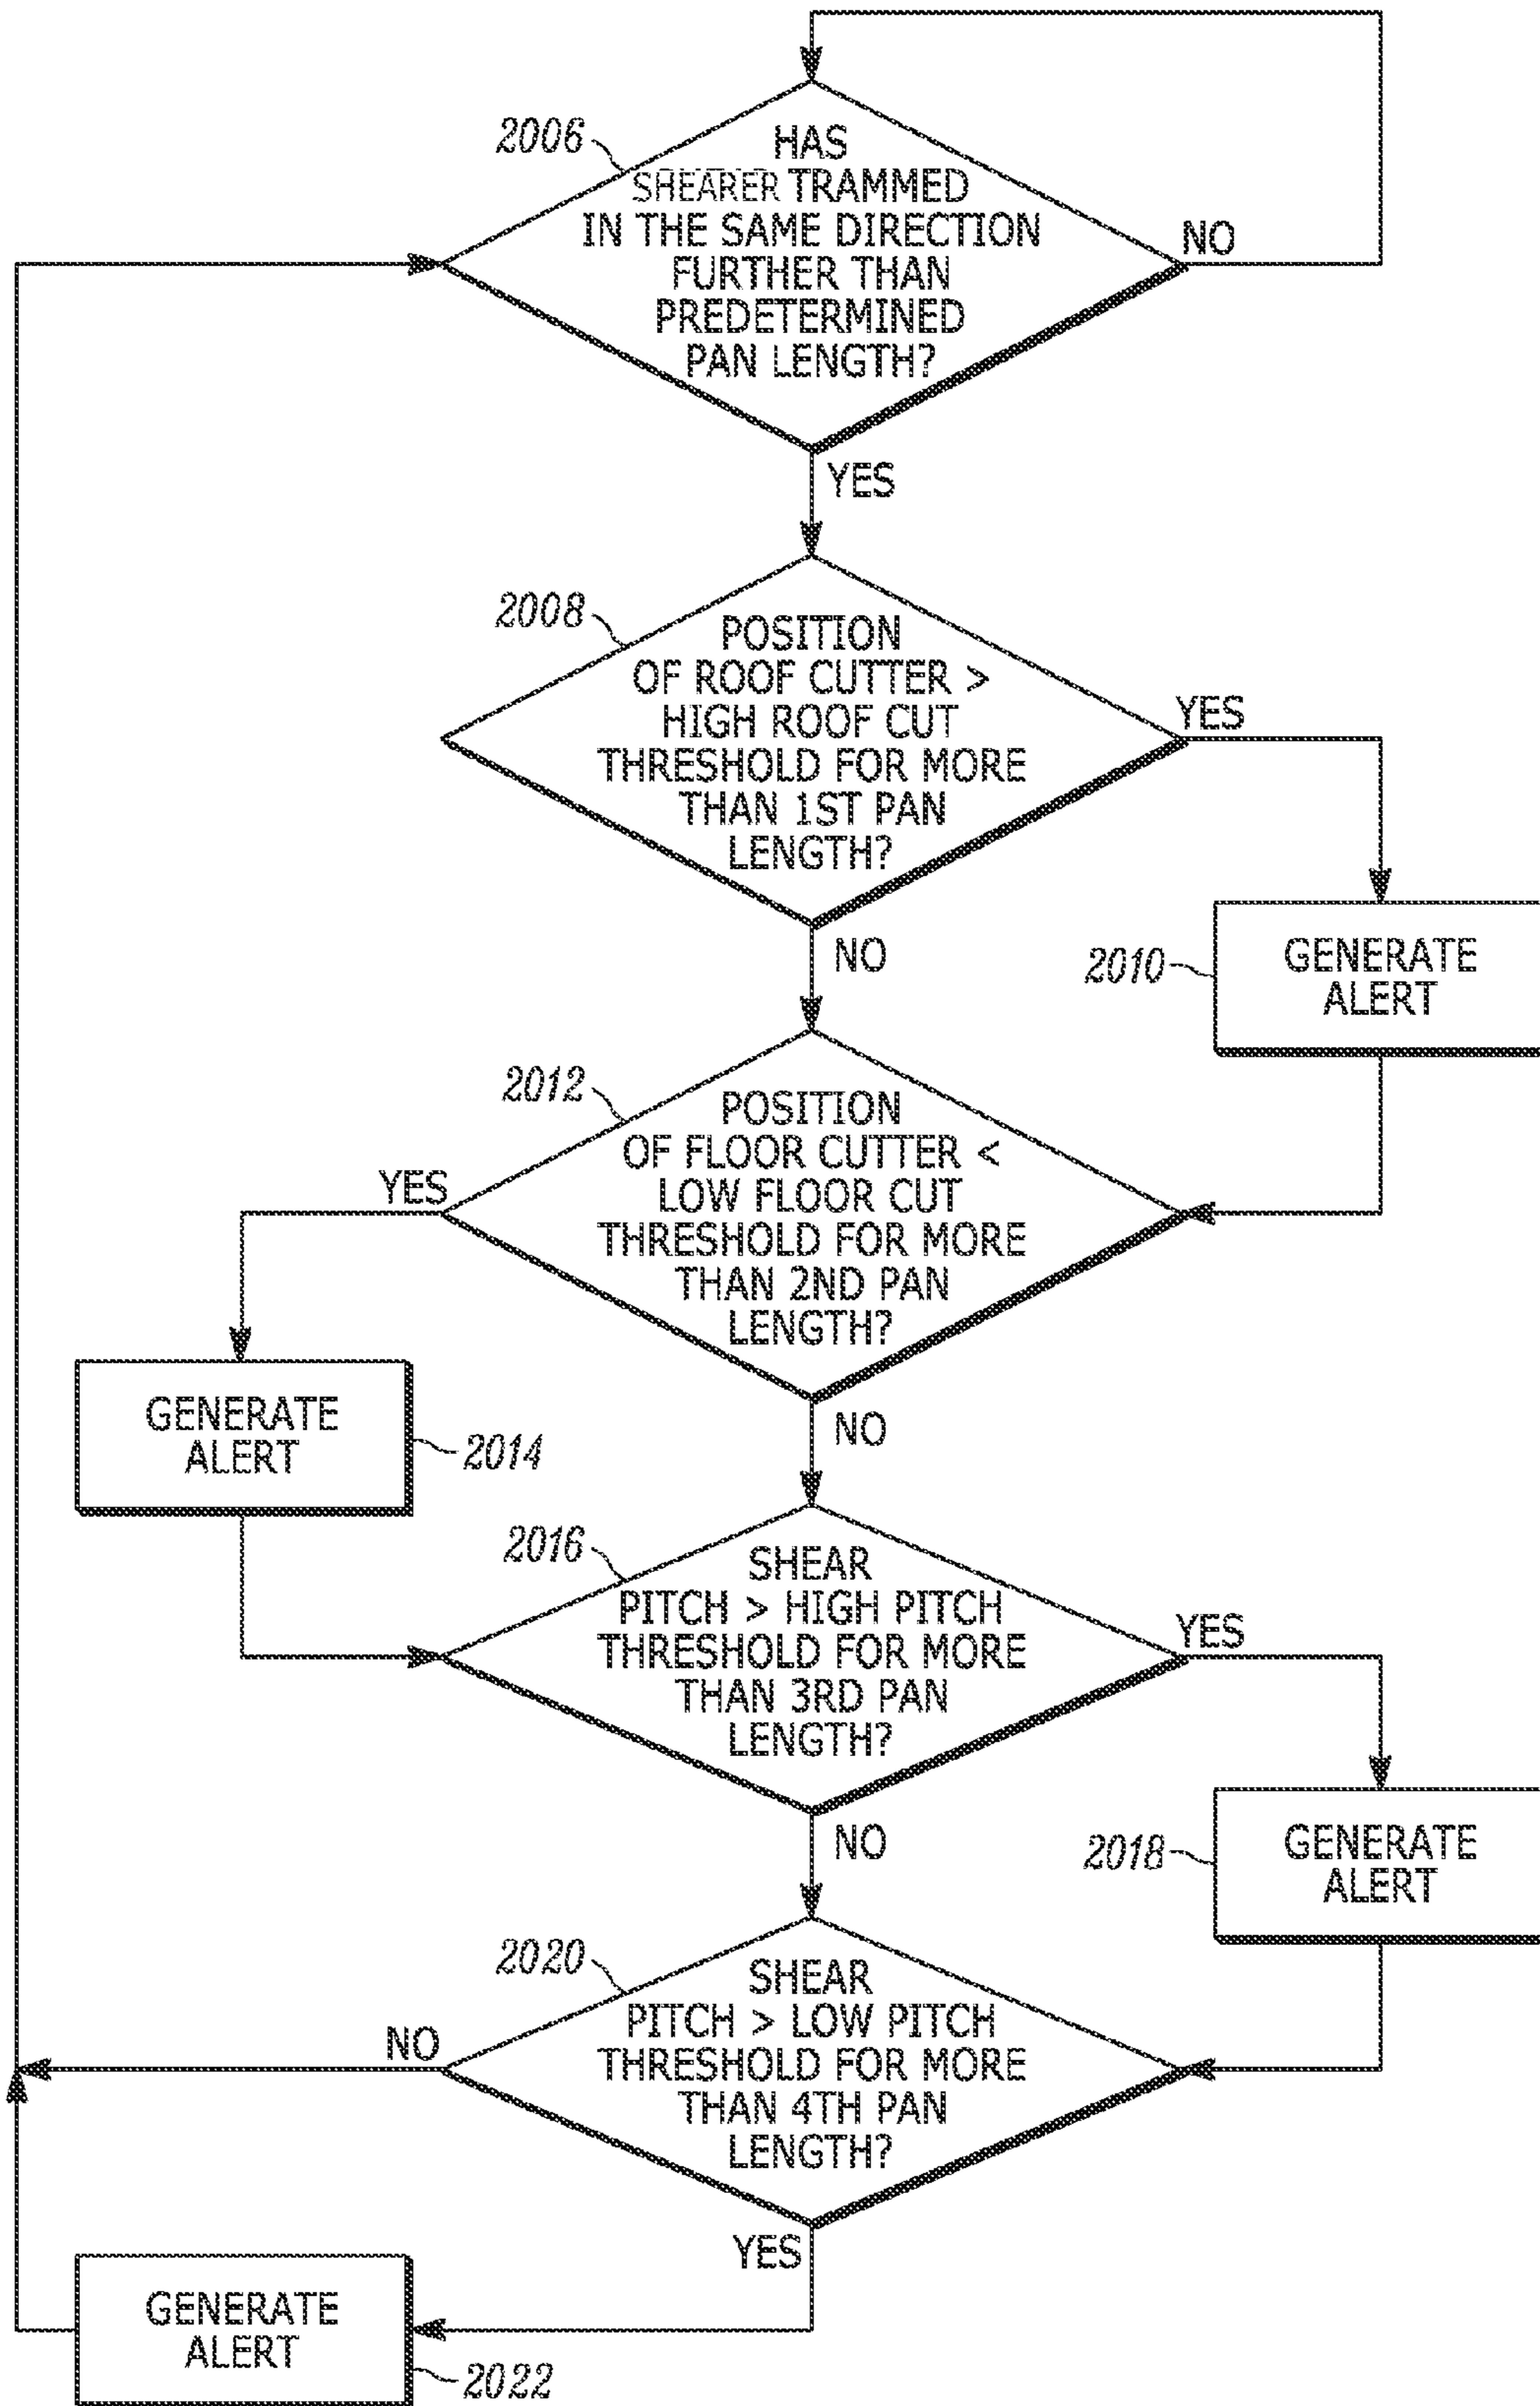 2006
HAS
SHEARER TRAMMED
IN THE SAME DIRECTION
FURTHER THAN
PREDETERMINED
PAN LENGTH?
NO
YES
2008
POSITION
OF ROOF CUTTER >
HIGH ROOF CUT
THRESHOLD FOR MORE
THAN 1ST PAN
LENGTH?
YES
NO
2010
GENERATE
ALERT
2012
POSITION
OF FLOOR CUTTER <
LOW FLOOR CUT
THRESHOLD FOR MORE
THAN 2ND PAN
LENGTH?
YES
NO
GENERATE
ALERT
2014
2016
SHEAR
PITCH > HIGH PITCH
THRESHOLD FOR MORE
THAN 3RD PAN
LENGTH?
YES
NO
2018
GENERATE
ALERT
2020
SHEAR
PITCH > LOW PITCH
THRESHOLD FOR MORE
THAN 4TH PAN
LENGTH?
NO
YES
GENERATE
ALERT
2022